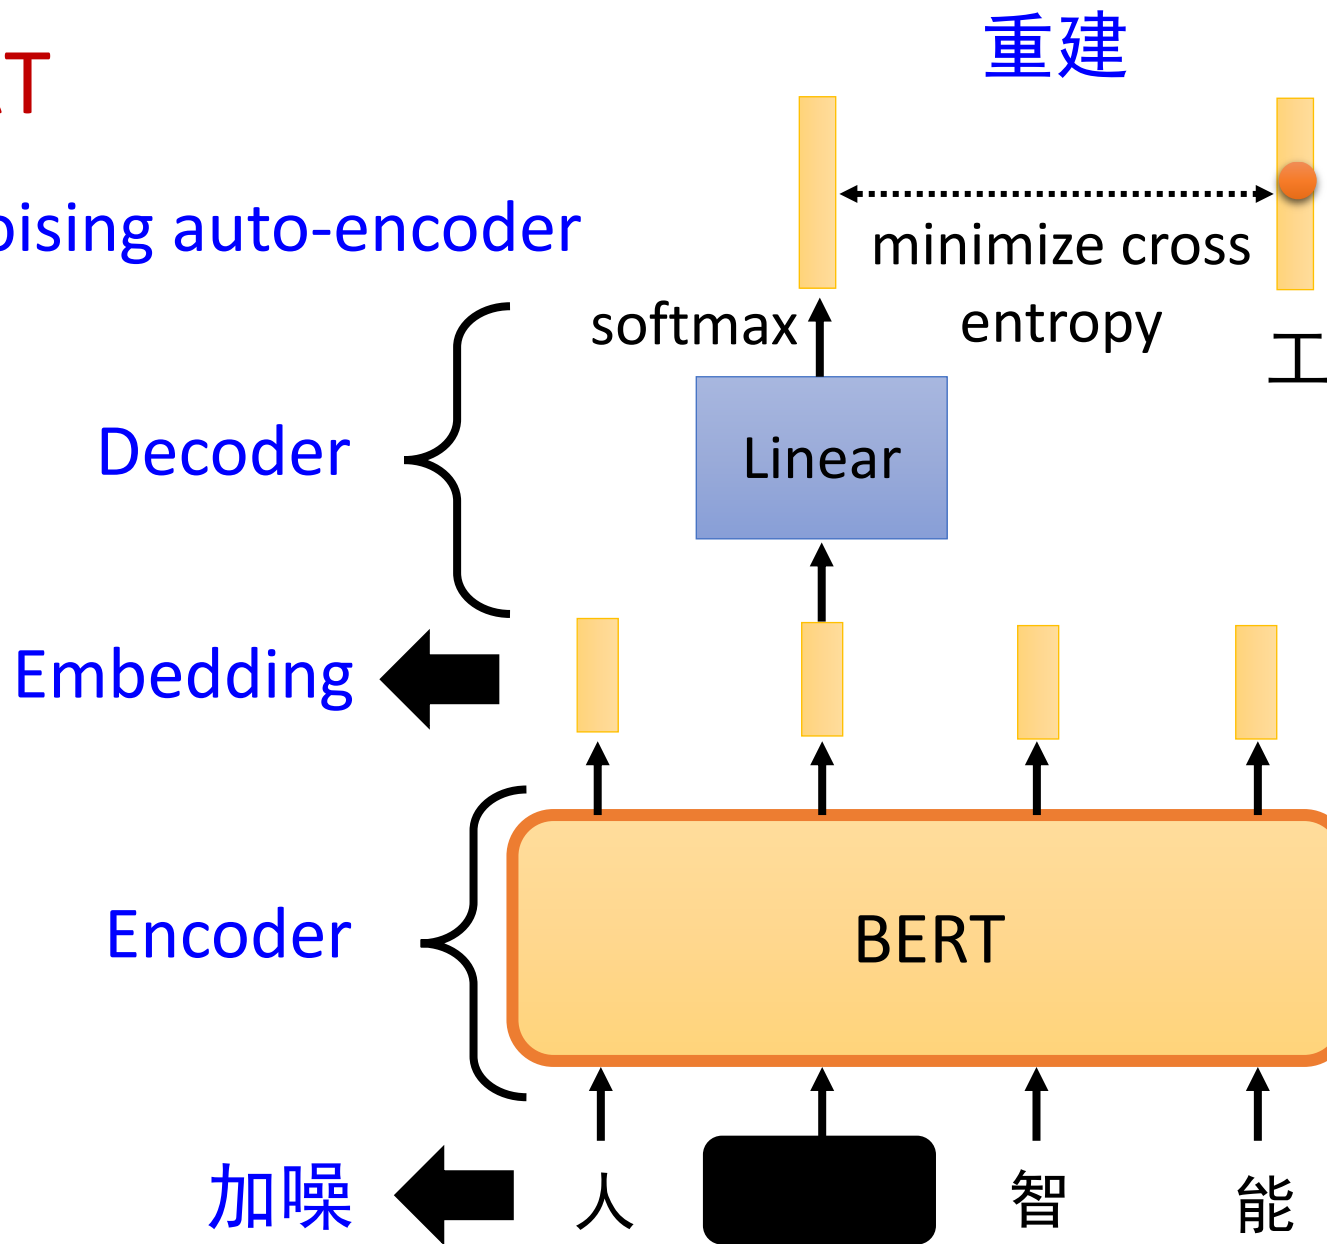 重建
RT
oising auto-encoder
minimize cross
softmax
entropy
工
Decoder
Linear
Embedding
Encoder
BERT
加噪
人
智
能